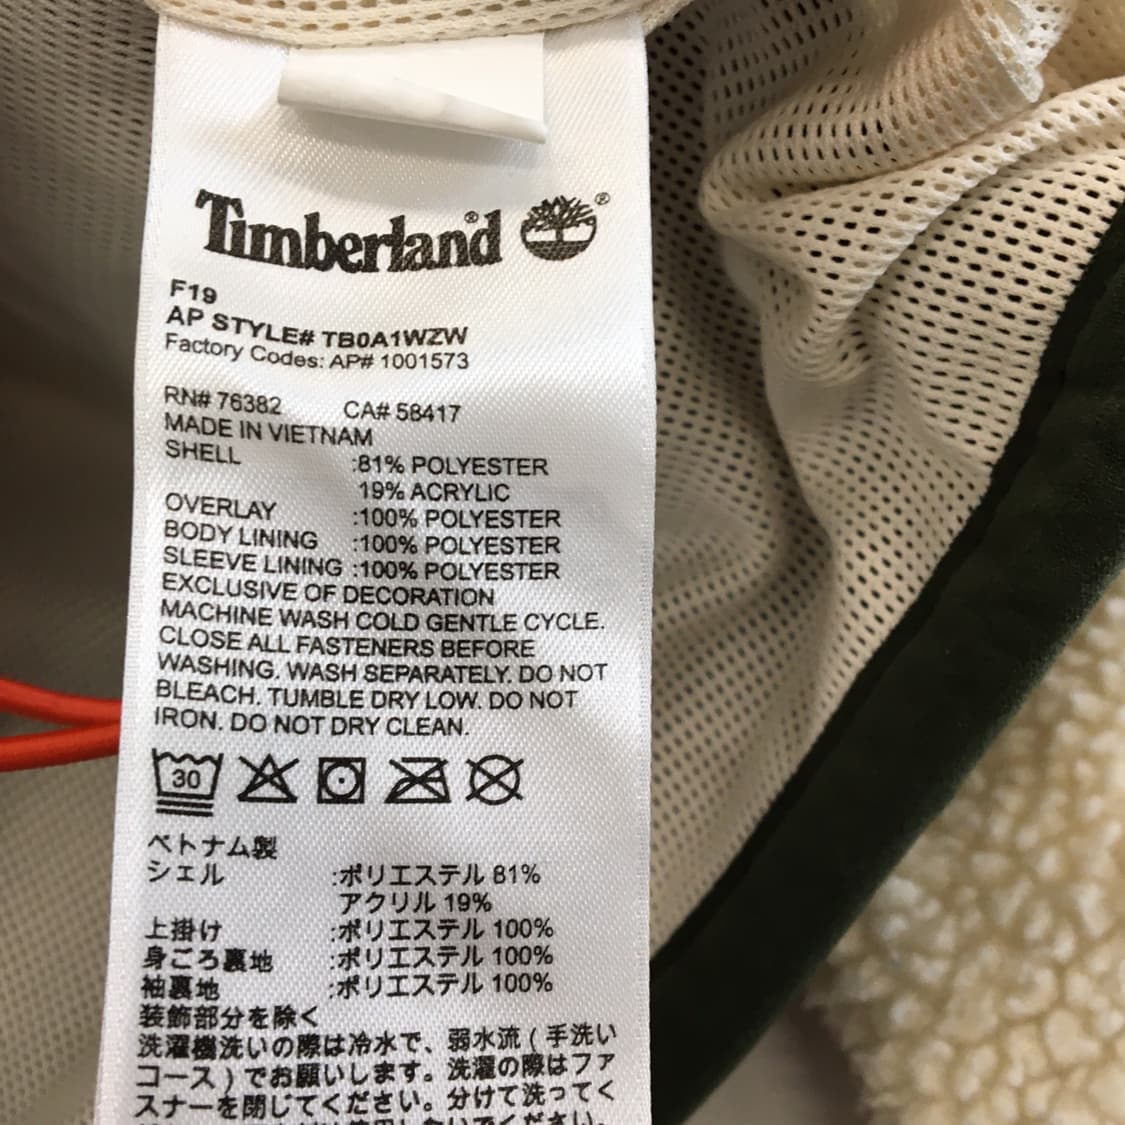 Timberland® ®
F19
AP STYLE# TB0A1WZW
Factory Codes: AP# 1001573
RN# 76382 CA# 58417
MADE IN VIETNAM
SHELL :81% POLYESTER
19% ACRYLIC
OVERLAY :100% POLYESTER
BODY LINING :100% POLYESTER
SLEEVE LINING :100% POLYESTER
EXCLUSIVE OF DECORATION
MACHINE WASH COLD GENTLE CYCLE.
CLOSE ALL FASTENERS BEFORE
WASHING. WASH SEPARATELY. DO NOT
BLEACH. TUMBLE DRY LOW. DO NOT
IRON. DO NOT DRY CLEAN.
30
ベトナム製
シェル :ポリエステル 81%
アクリル 19%
上掛け :ポリエステル 100%
身ごろ裏地 :ポリエステル 100%
袖裏地 :ポリエステル 100%
装飾部分を除く
洗濯機洗いの際は冷水で、弱水流 ( 手洗い
コース ) でお願いします。洗濯の際はファ
スナーを閉じてください。分けて洗ってく